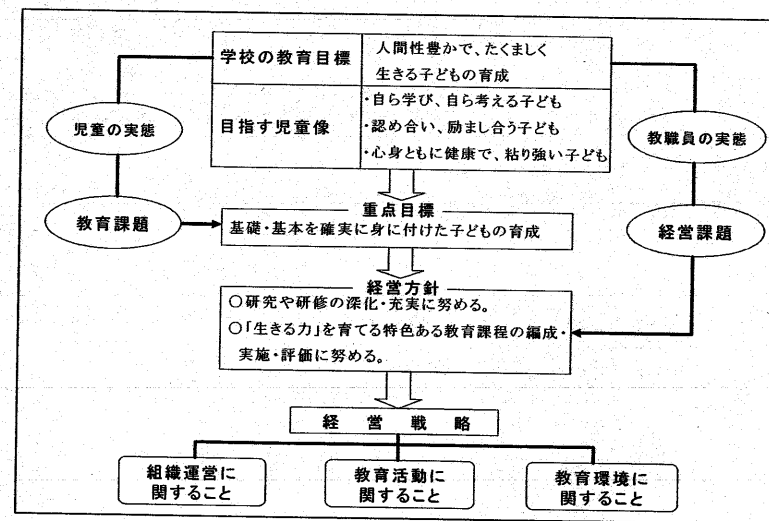 学校の教育目標
人間性豊かで、たくましく
生きる子どもの育成
目指す児童像
・自ら学び、自ら考える子ども
・認め合い、励まし合う子ども
・心身ともに健康で、粘り強い子ども
児童の実態
教職員の実態
教育課題
経営課題
重点目標
基礎・基本を確実に身に付けた子どもの育成
経営方針
○研究や研修の深化・充実に努める。
○「生きる力」を育てる特色ある教育課程の編成・
実施・評価に努める。
経営戦略
組織運営に
関すること
教育活動に
関すること
教育環境に
関すること